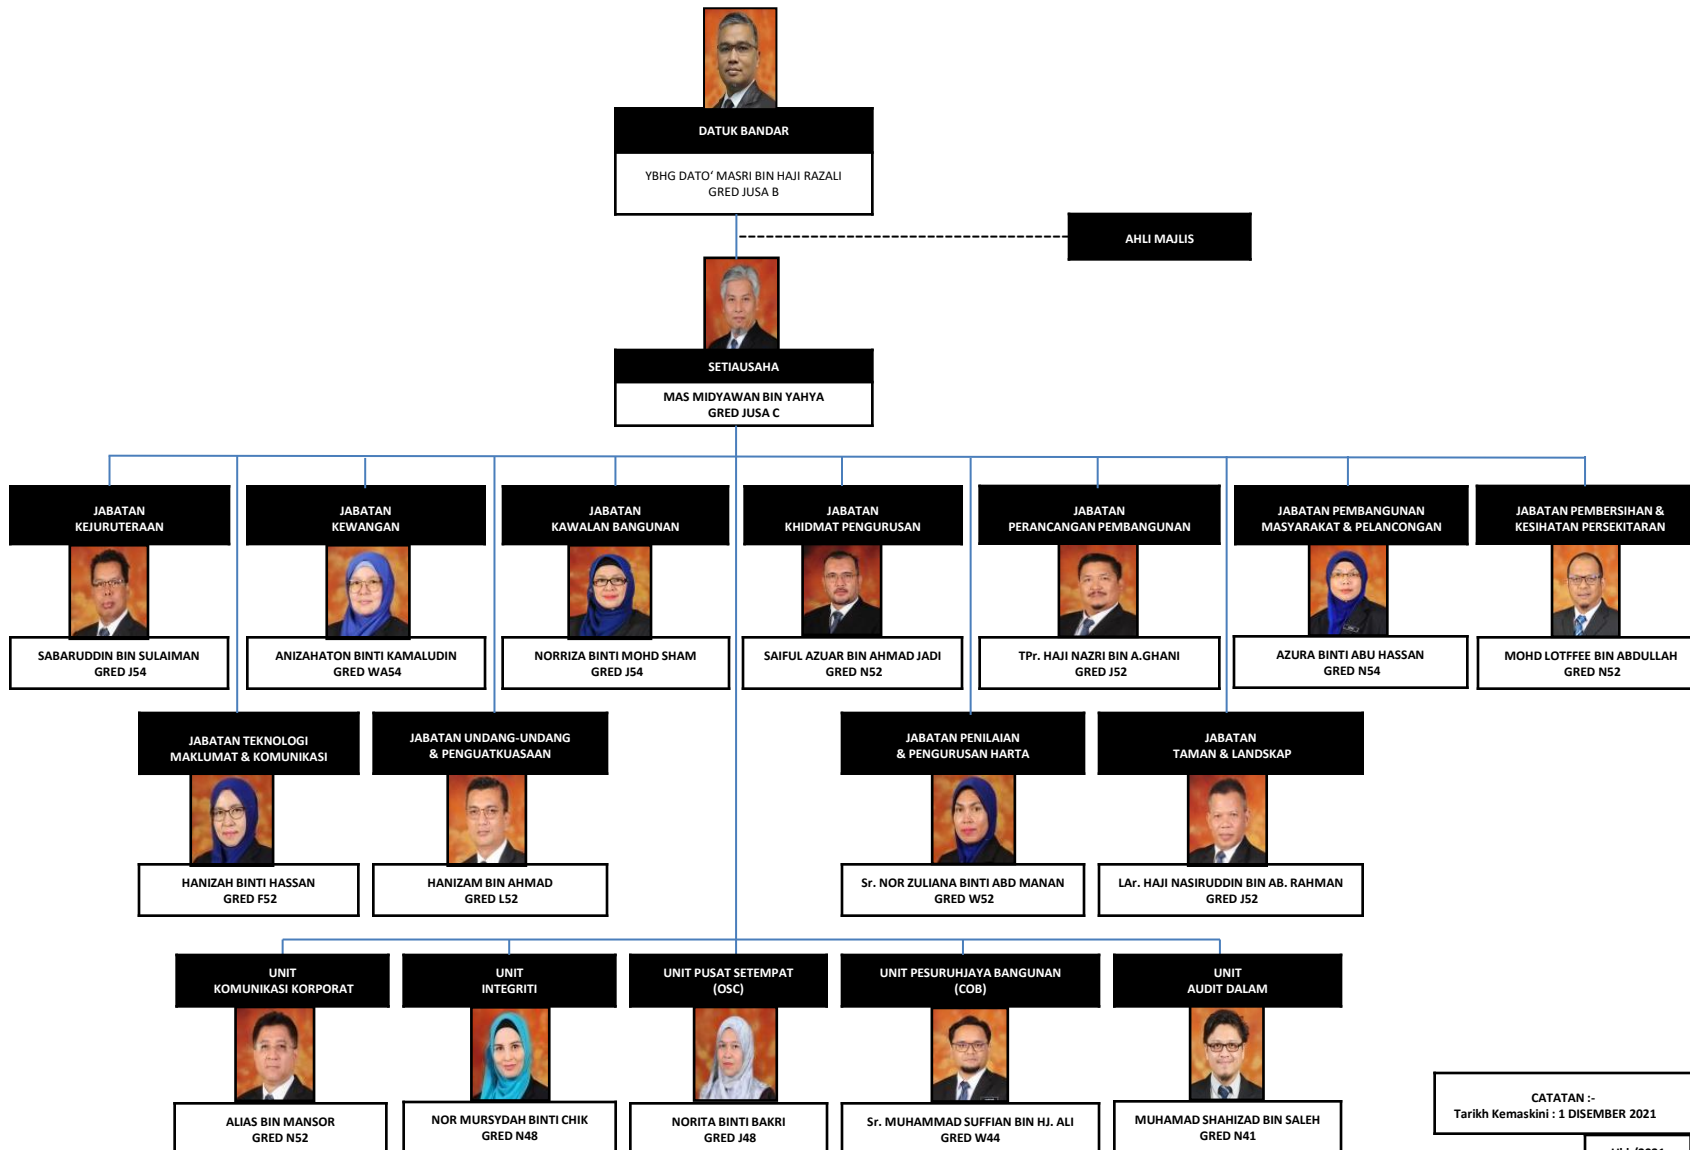 DATUK BANDAR
YBHG DATO‘ MASRI BIN HAJI RAZALI
GRED JUSA B
AHLI MAJLIS
SETIAUSAHA
MAS MIDYAWAN BIN YAHYA
GRED JUSA C
JABATAN
KEJURUTERAAN
SABARUDDIN BIN SULAIMAN
GRED J54
JABATAN
KEWANGAN
ANIZAHATON BINTI KAMALUDIN
GRED WA54
JABATAN
KAWALAN BANGUNAN
NORRIZA BINTI MOHD SHAM
GRED J54
JABATAN
KHIDMAT PENGURUSAN
SAIFUL AZUAR BIN AHMAD JADI
GRED N52
JABATAN
PERANCANGAN PEMBANGUNAN
TPr. HAJI NAZRI BIN A.GHANI
GRED J52
JABATAN PEMBANGUNAN
MASYARAKAT & PELANCONGAN
AZURA BINTI ABU HASSAN
GRED N54
JABATAN PEMBERSIHAN &
KESIHATAN PERSEKITARAN
MOHD LOTFFEE BIN ABDULLAH
GRED N52
JABATAN TEKNOLOGI
MAKLUMAT & KOMUNIKASI
HANIZAH BINTI HASSAN
GRED F52
JABATAN UNDANG-UNDANG
& PENGUATKUASAAN
HANIZAM BIN AHMAD
GRED L52
JABATAN PENILAIAN
& PENGURUSAN HARTA
Sr. NOR ZULIANA BINTI ABD MANAN
GRED W52
JABATAN
TAMAN & LANDSKAP
LAr. HAJI NASIRUDDIN BIN AB. RAHMAN
GRED J52
UNIT
KOMUNIKASI KORPORAT
ALIAS BIN MANSOR
GRED N52
UNIT
INTEGRITI
NOR MURSYDAH BINTI CHIK
GRED N48
UNIT PUSAT SETEMPAT
(OSC)
NORITA BINTI BAKRI
GRED J48
UNIT PESURUHJAYA BANGUNAN
(COB)
Sr. MUHAMMAD SUFFIAN BIN HJ. ALI
GRED W44
UNIT
AUDIT DALAM
MUHAMAD SHAHIZAD BIN SALEH
GRED N41
CATATAN :-
Tarikh Kemaskini : 1 DISEMBER 2021